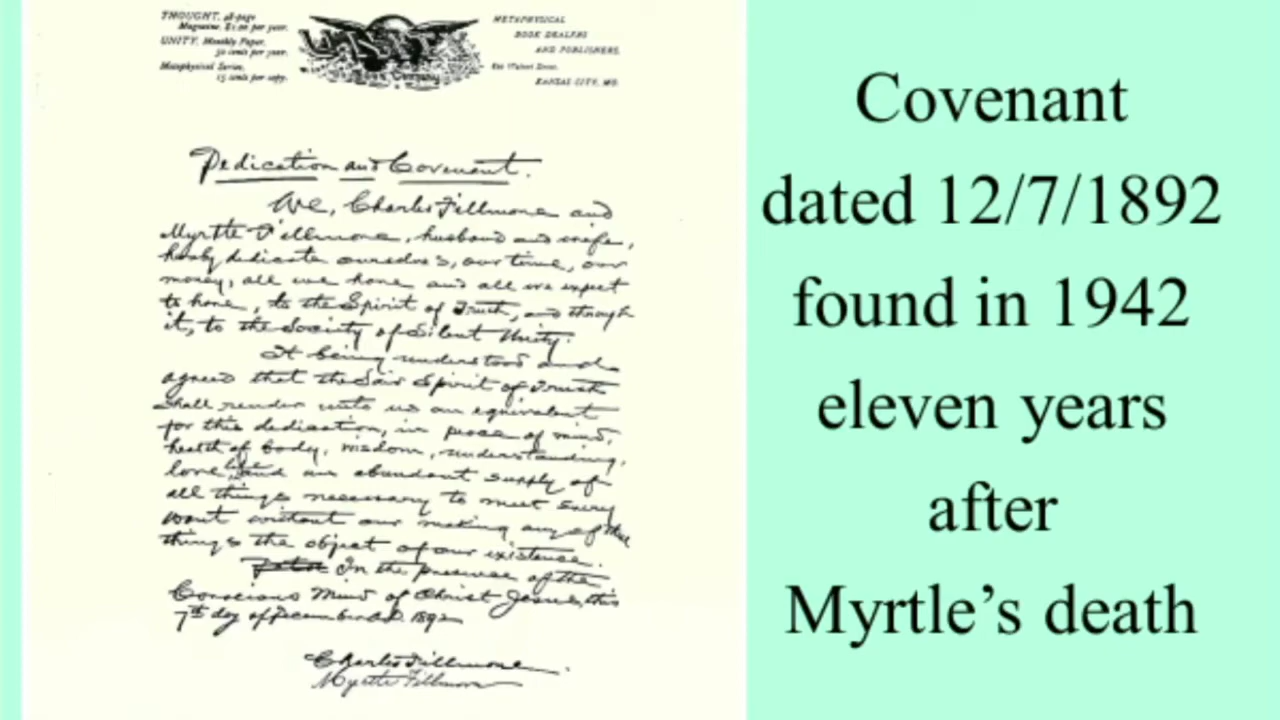 THOUGHT, 48-page
Magazine, $1.00 per year.
UNITY, Monthly Paper,
50 cents per year.
Metaphysical Series,
15 cents per copy.
UNITY
Book Company
METAPHYSICAL
BOOK DEALERS
AND PUBLISHERS,
Walnut Street,
KANSAS CITY, MO.
Dedication and Covenant.
We, Charles Fillmore and
Myrtle Fillmore, husband and wife,
hereby dedicate ourselves, our time, our
money, all we have and all we expect
to have, to the Spirit of Truth, and through
it, to the Society of Silent Unity.
It being understood and
agreed that the Said Spirit of Truth
Shall render unto us an equivalent
for this dedication, in peace of mind,
health of body, wisdom, understanding,
love, life and an abundant supply of
all things necessary to meet every
want without our making any of these
things the object of our existence.
In the presence of the
Conscious Mind of Christ Jesus, this
7th day of December A.D. 1892
Charles Fillmore.
Myrtle Fillmore
Covenant
dated 12/7/1892
found in 1942
eleven years
after
Myrtle’s death